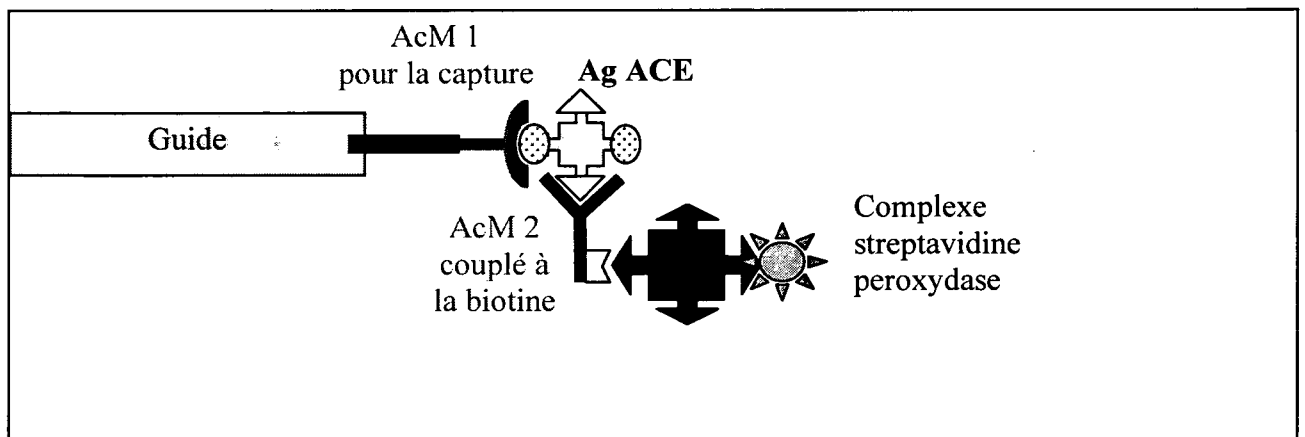 AcM 1
pour la capture
Ag ACE
Guide
AcM 2
couplé à
la biotine
Complexe
streptavidine
peroxydase